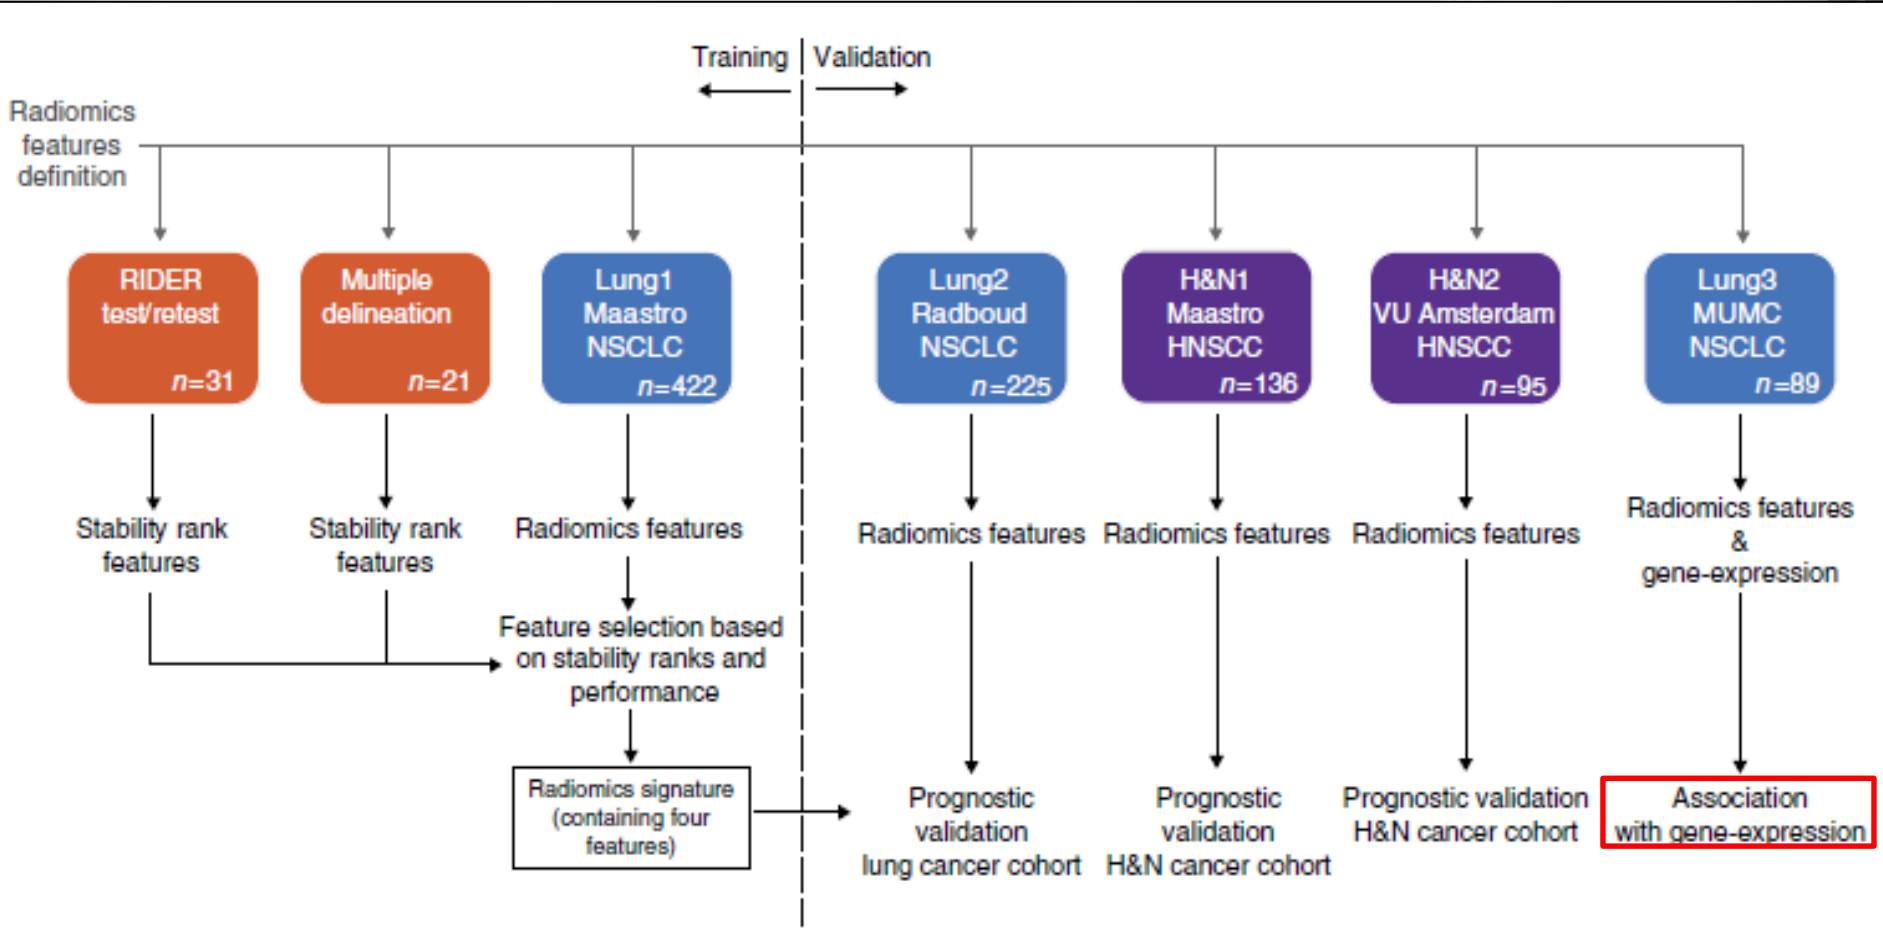 Training
Validation
Radiomics
features
definition
RIDER
test/retest
n=31
Multiple
delineation
n=21
Lung1
Maastro
NSCLC
n=422
Lung2
Radboud
NSCLC
n=225
H&N1
Maastro
HNSCC
n=136
H&N2
VU Amsterdam
HNSCC
n=95
Lung3
MUMC
NSCLC
n=89
Stability rank
features
Stability rank
features
Radiomics features
Radiomics features
Radiomics features
Radiomics features
Radiomics features
&
gene-expression
Feature selection based
on stability ranks and
performance
Radiomics signature
(containing four
features)
Prognostic
validation
lung cancer cohort
Prognostic
validation
H&N cancer cohort
Prognostic validation
H&N cancer cohort
Association
with gene-expression